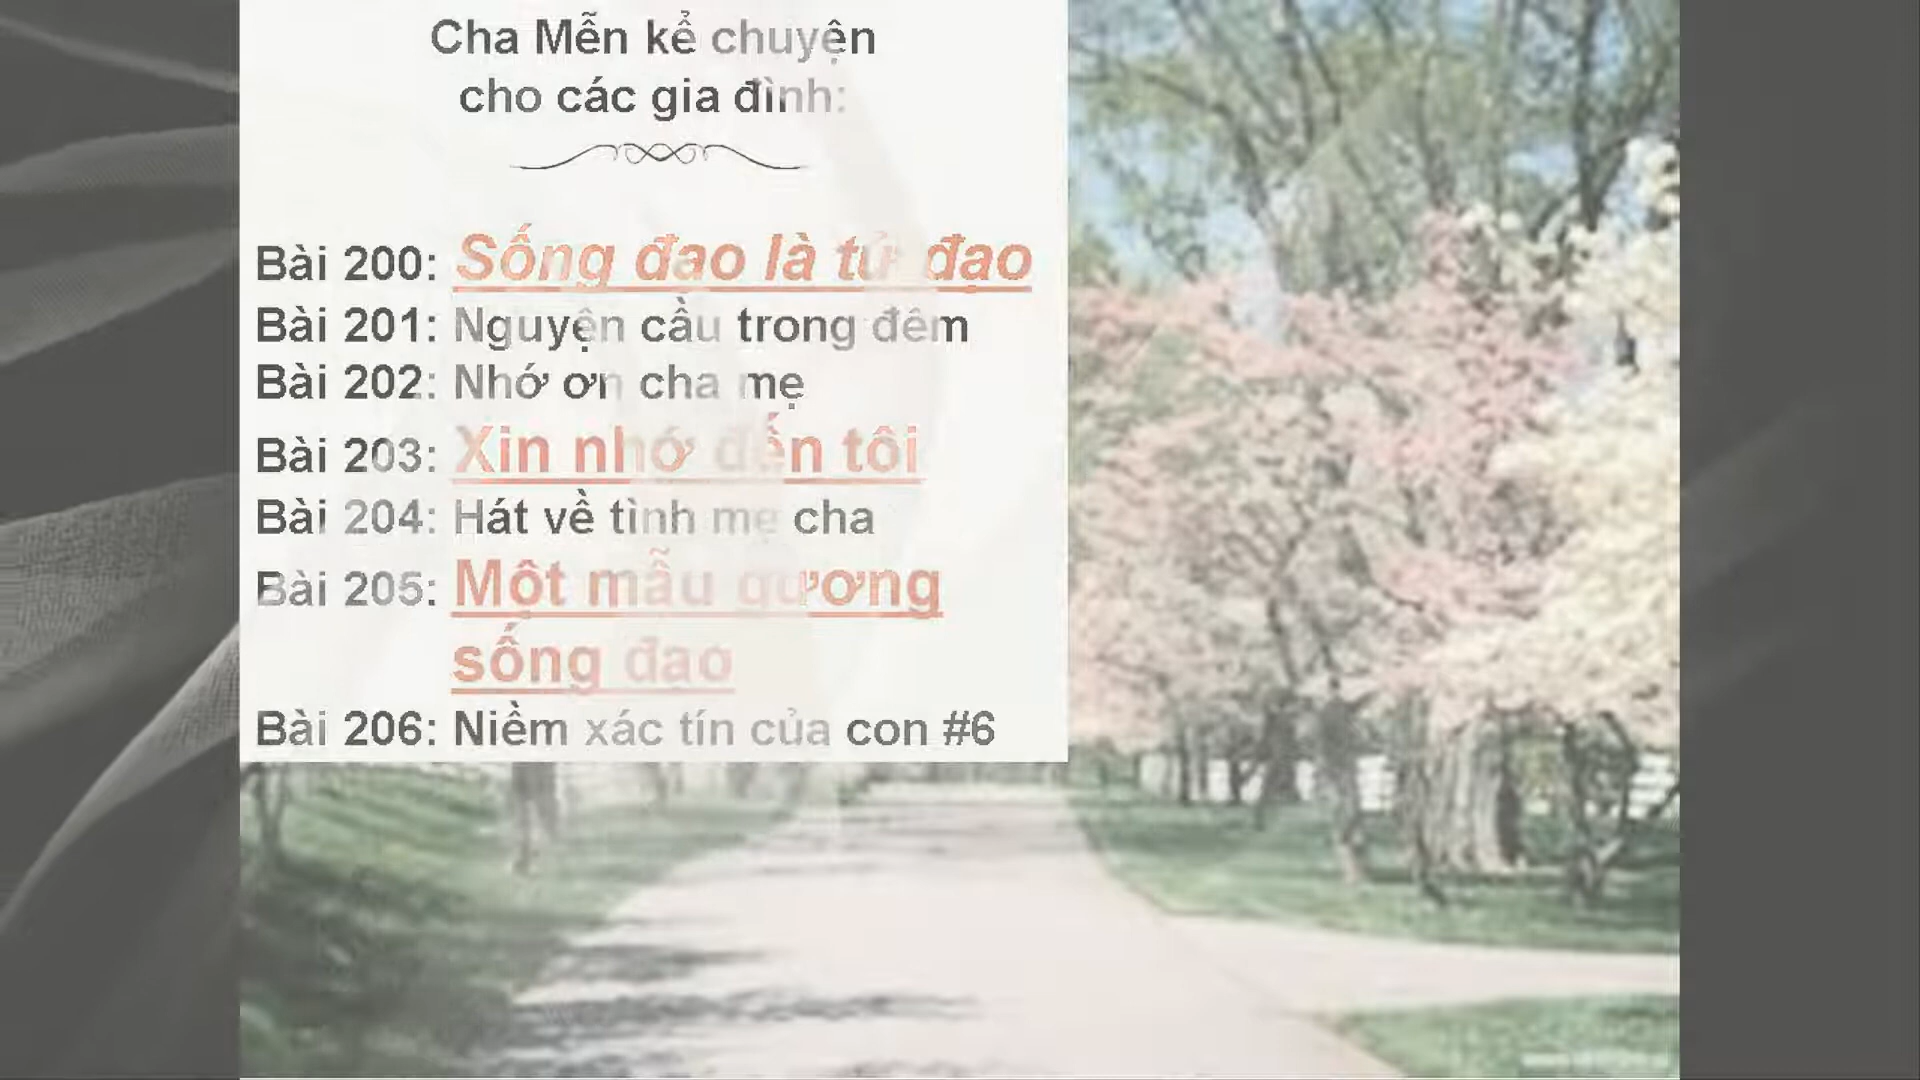 Cha Mễn kể chuyện
cho các gia đình:
Bài 200: Sống đạo là tử đạo
Bài 201: Nguyện cầu trong đêm
Bài 202: Nhớ ơn cha mẹ
Bài 203: Xin nhớ đến tôi
Bài 204: Hát về tình mẹ cha
Bài 205: Một mẫu gương
sống đạo
Bài 206: Niềm xác tín của con #6